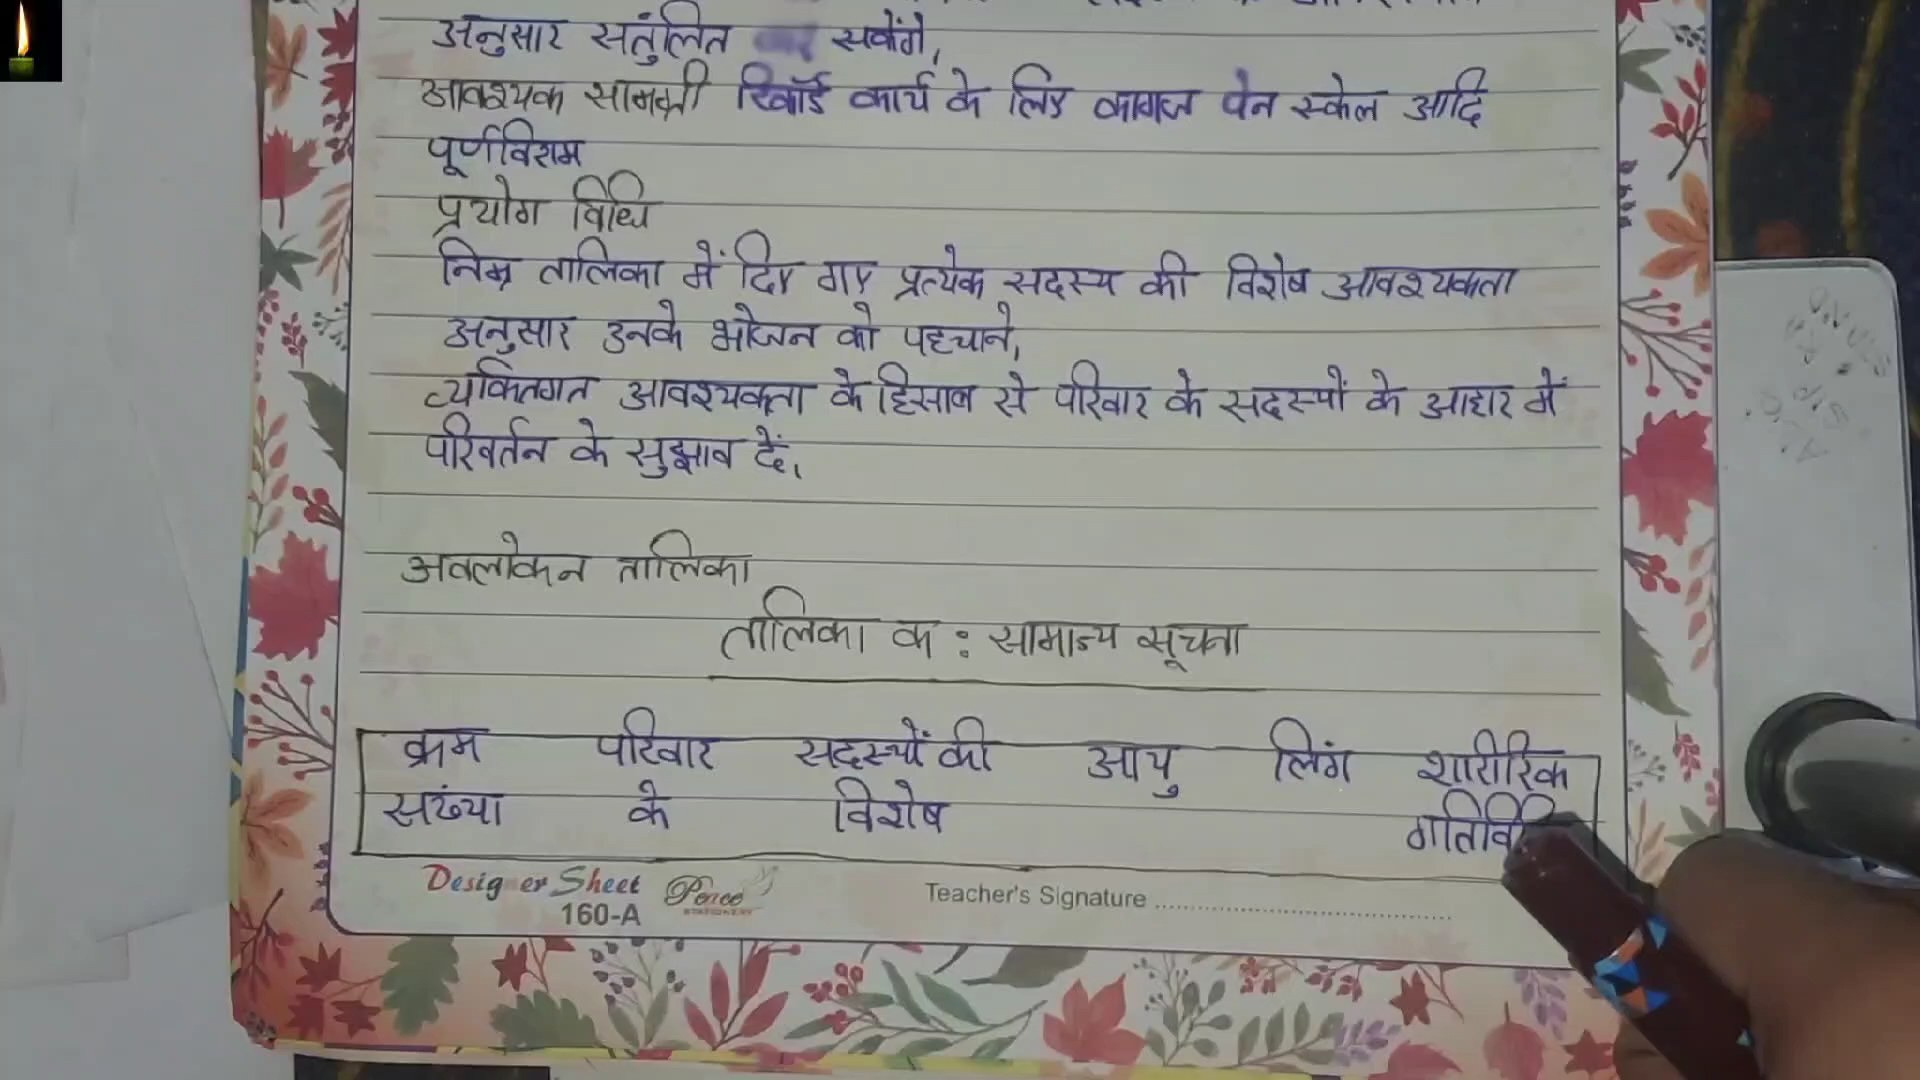 अनुसार संतुलित सकेंगे,
आवश्यक सामग्री रिकॉर्ड कार्य के लिए कागज पेन स्केल आदि
पूर्णविराम
प्रयोग विधि
निम्न तालिका में दिए गए प्रत्येक सदस्य की विशेष आवश्यकता
अनुसार उनके भोजन को पहचाने,
व्यक्तिगत आवश्यकता के हिसाब से परिवार के सदस्यों के आहार में
परिवर्तन के सुझाव दें,
अवलोकन तालिका
तालिका क : सामान्य सूचना
क्रम परिवार सदस्यों की आयु लिंग शारीरिक
संख्या के विशेष
Designer Sheet Peace
STATIONERY
160-A
Teacher's Signature